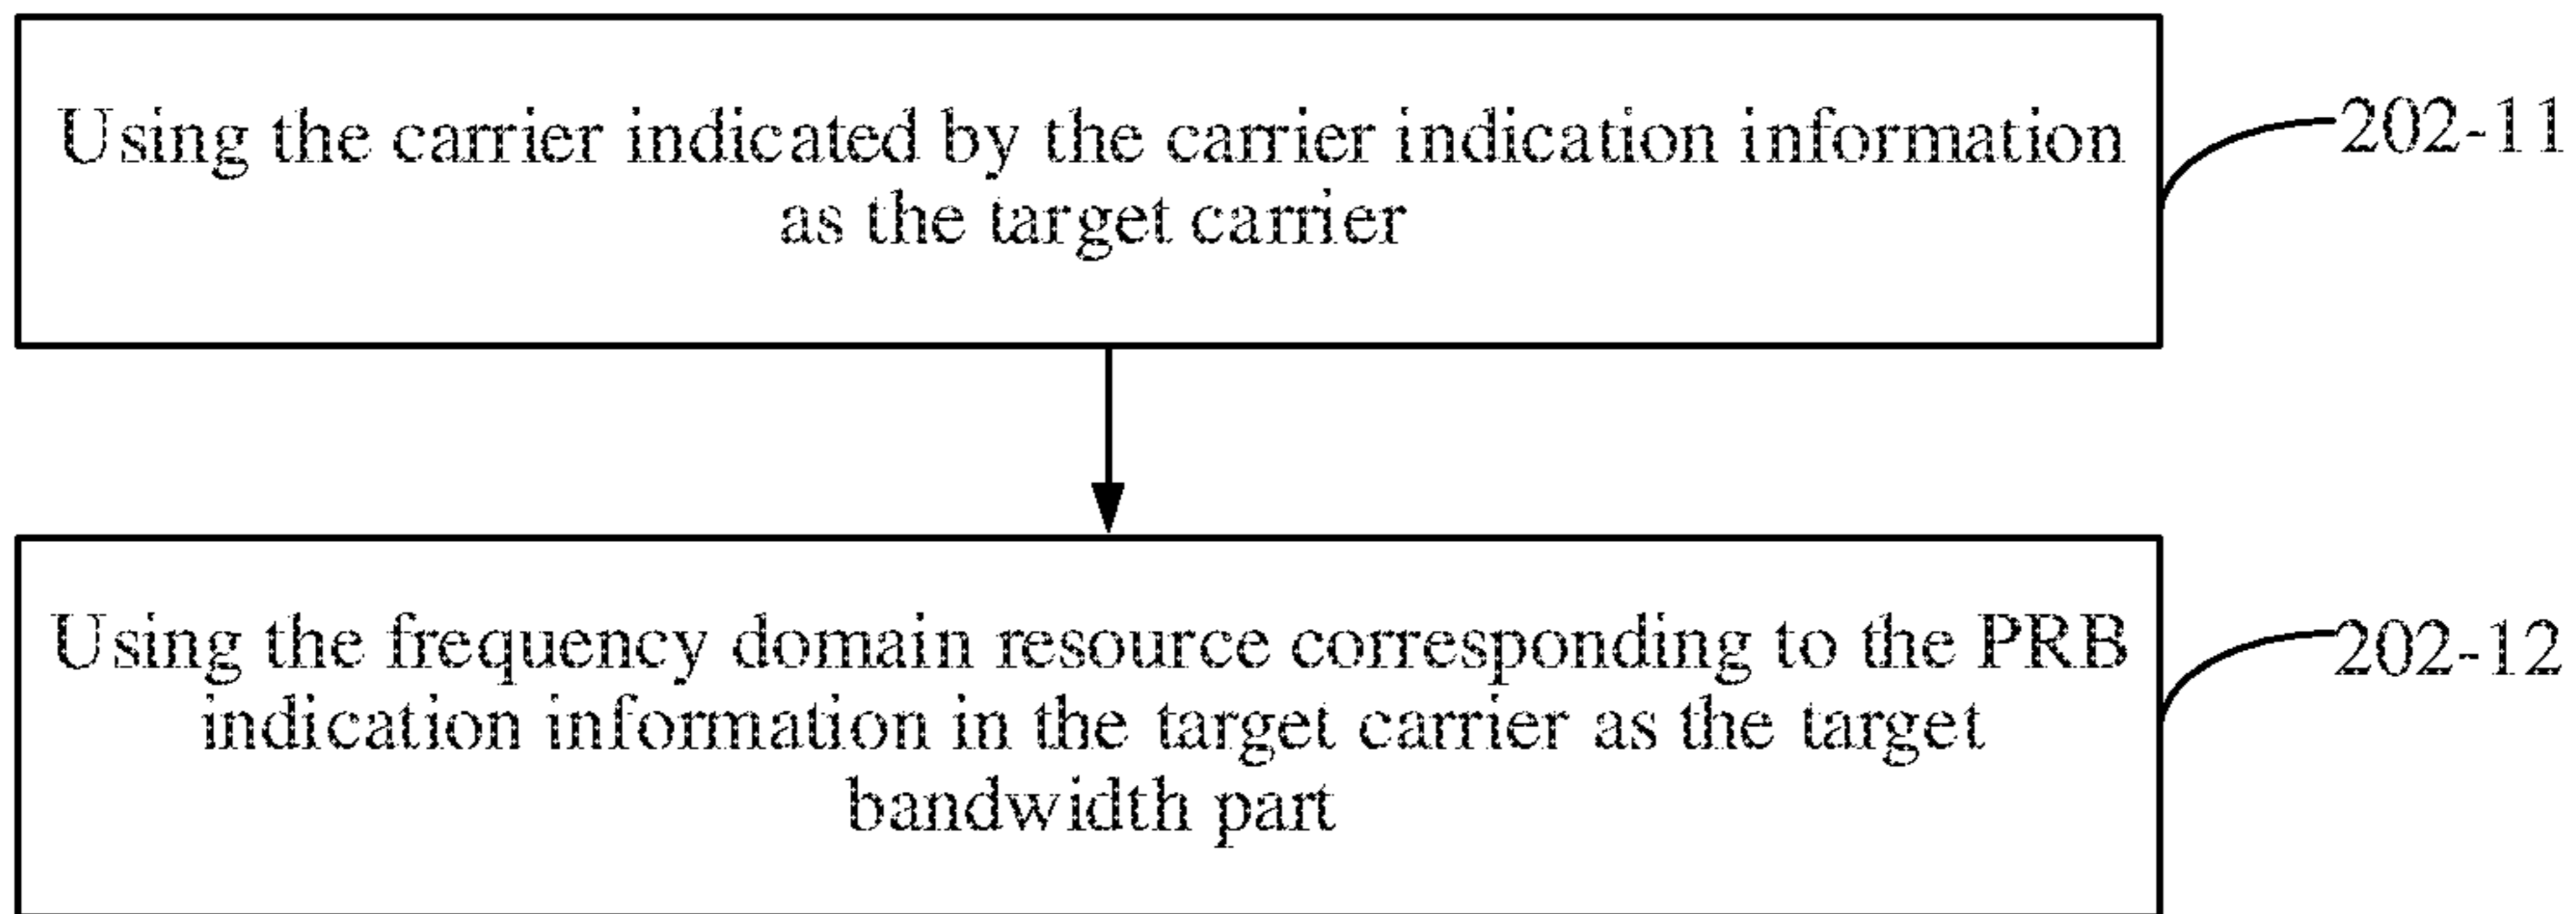 Using the carrier indicated by the carrier indication information
as the target carrier
202-11
Using the frequency domain resource corresponding to the PRB
indication information in the target carrier as the target
bandwidth part
202-12